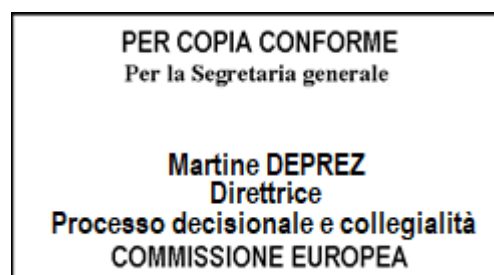 PER COPIA CONFORME
Per la Segretaria generale
Martine DEPREZ
Direttrice
Processo decisionale e collegialità
COMMISSIONE EUROPEA